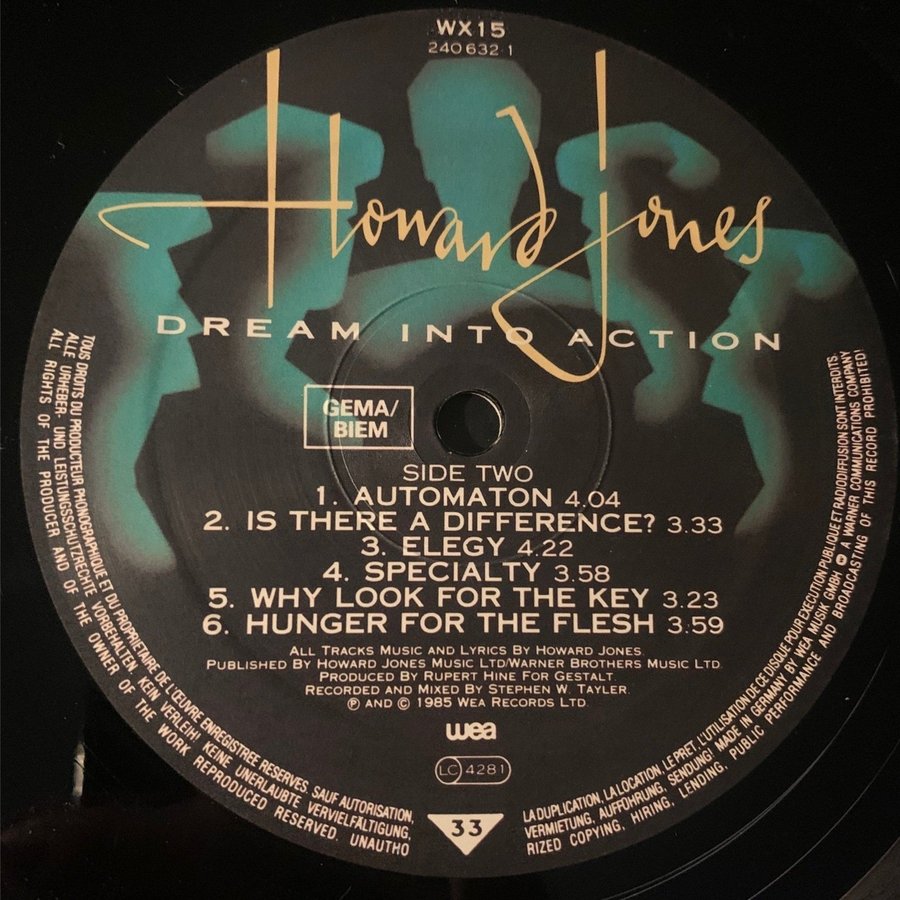 WX15
240 632 1
Howard Jones
DREAM INTO ACTION
GEMA/
BIEM
SIDE TWO
1. AUTOMATON 4.04
2. IS THERE A DIFFERENCE? 3.33
3. ELEGY 4.22
4. SPECIALTY 3.58
5. WHY LOOK FOR THE KEY 3.23
6. HUNGER FOR THE FLESH 3.59
ALL TRACKS MUSIC AND LYRICS BY HOWARD JONES.
PUBLISHED BY HOWARD JONES MUSIC LTD/WARNER BROTHERS MUSIC LTD.
PRODUCED BY RUPERT HINE FOR GESTALT.
RECORDED AND MIXED BY STEPHEN W. TAYLER.
℗ AND © 1985 WEA RECORDS LTD.
wea
LC 4281
33
TOUS DROITS DU PRODUCTEUR PHONOGRAPHIQUE ET DU PROPRIETAIRE DE L'ŒUVRE ENREGISTREE RESERVES. SAUF AUTORISATION,
LA DUPLICATION, LA LOCATION, LE PRET, L'UTILISATION DE CE DISQUE POUR EXECUTION PUBLIQUE ET RADIODIFFUSION SONT INTERDITS.
ALLE URHEBER- UND LEISTUNGSSCHUTZRECHTE VORBEHALTEN. KEIN VERLEIH! KEINE UNERLAUBTE VERVIELFÄLTIGUNG,
VERMIETUNG, AUFFÜHRUNG, SENDUNG! MADE IN GERMANY BY WEA MUSIK GMBH A WARNER COMMUNICATIONS COMPANY
ALL RIGHTS OF THE PRODUCER AND OF THE OWNER OF THE WORK REPRODUCED RESERVED. UNAUTHO
RIZED COPYING, HIRING, LENDING, PUBLIC PERFORMANCE AND BROADCASTING OF THIS RECORD PROHIBITED!